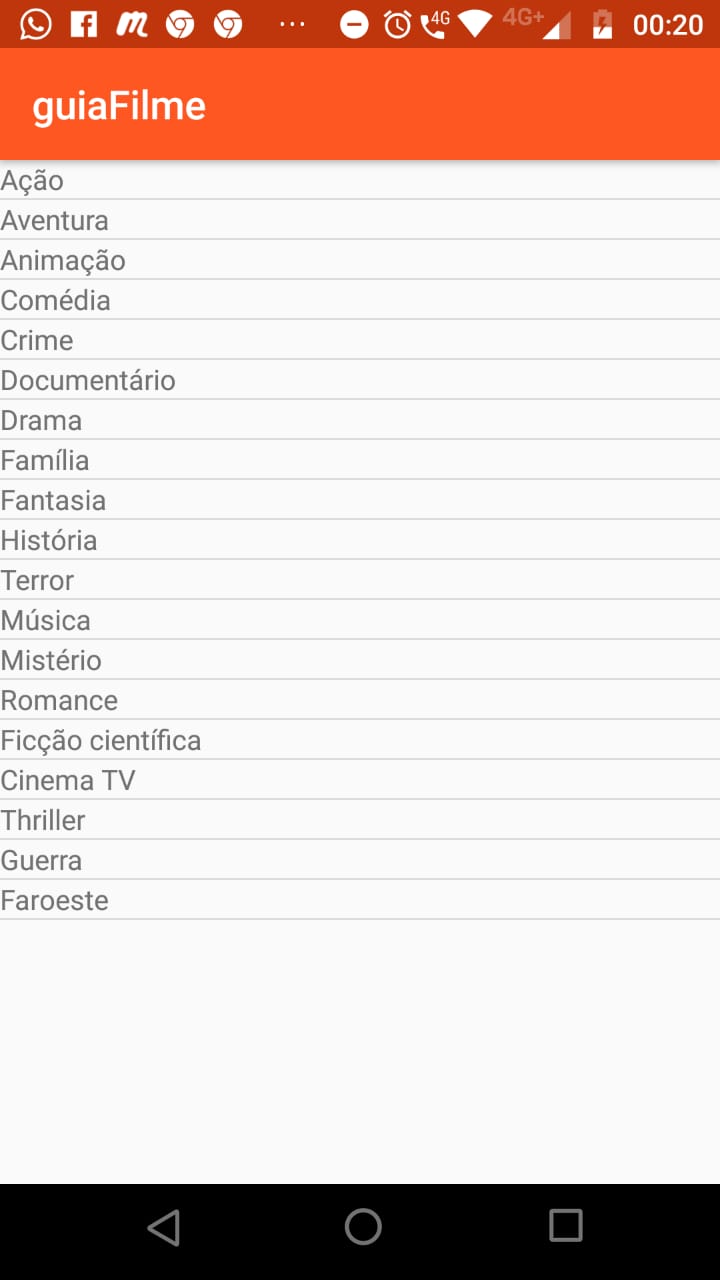 4G 4G+ 00:20
guiaFilme
Ação
Aventura
Animação
Comédia
Crime
Documentário
Drama
Família
Fantasia
História
Terror
Música
Mistério
Romance
Ficção científica
Cinema TV
Thriller
Guerra
Faroeste